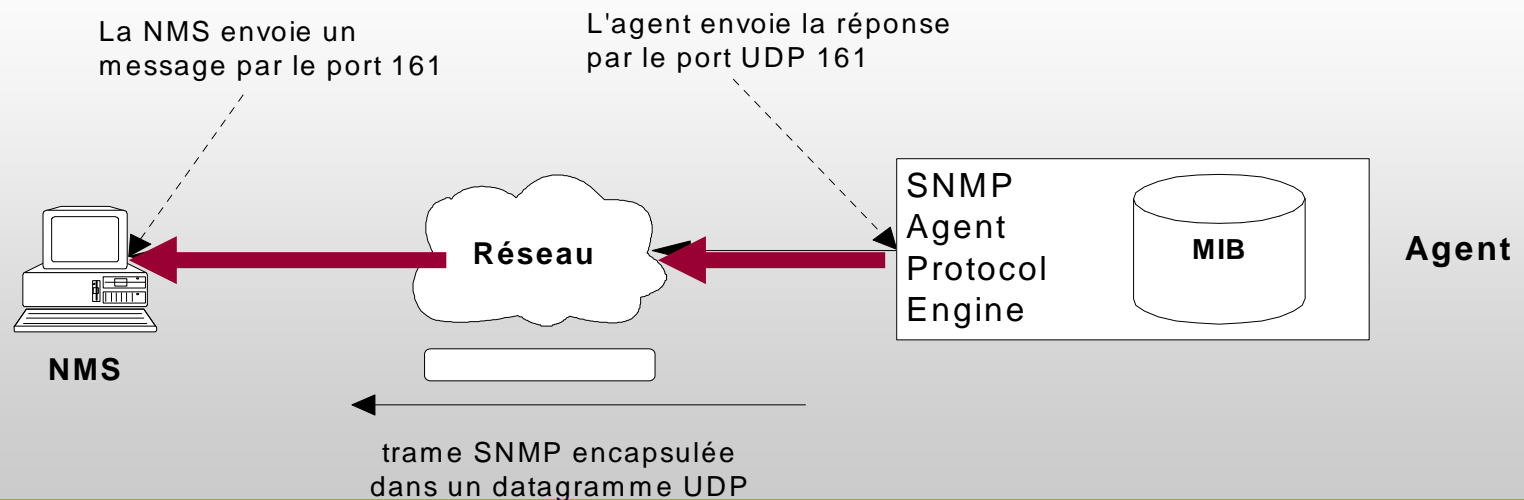 La NMS envoie un
message par le port 161
L'agent envoie la réponse
par le port UDP 161
SNMP
Agent
Protocol
Engine
MIB
Agent
Réseau
NMS
trame SNMP encapsulée
dans un datagramme UDP